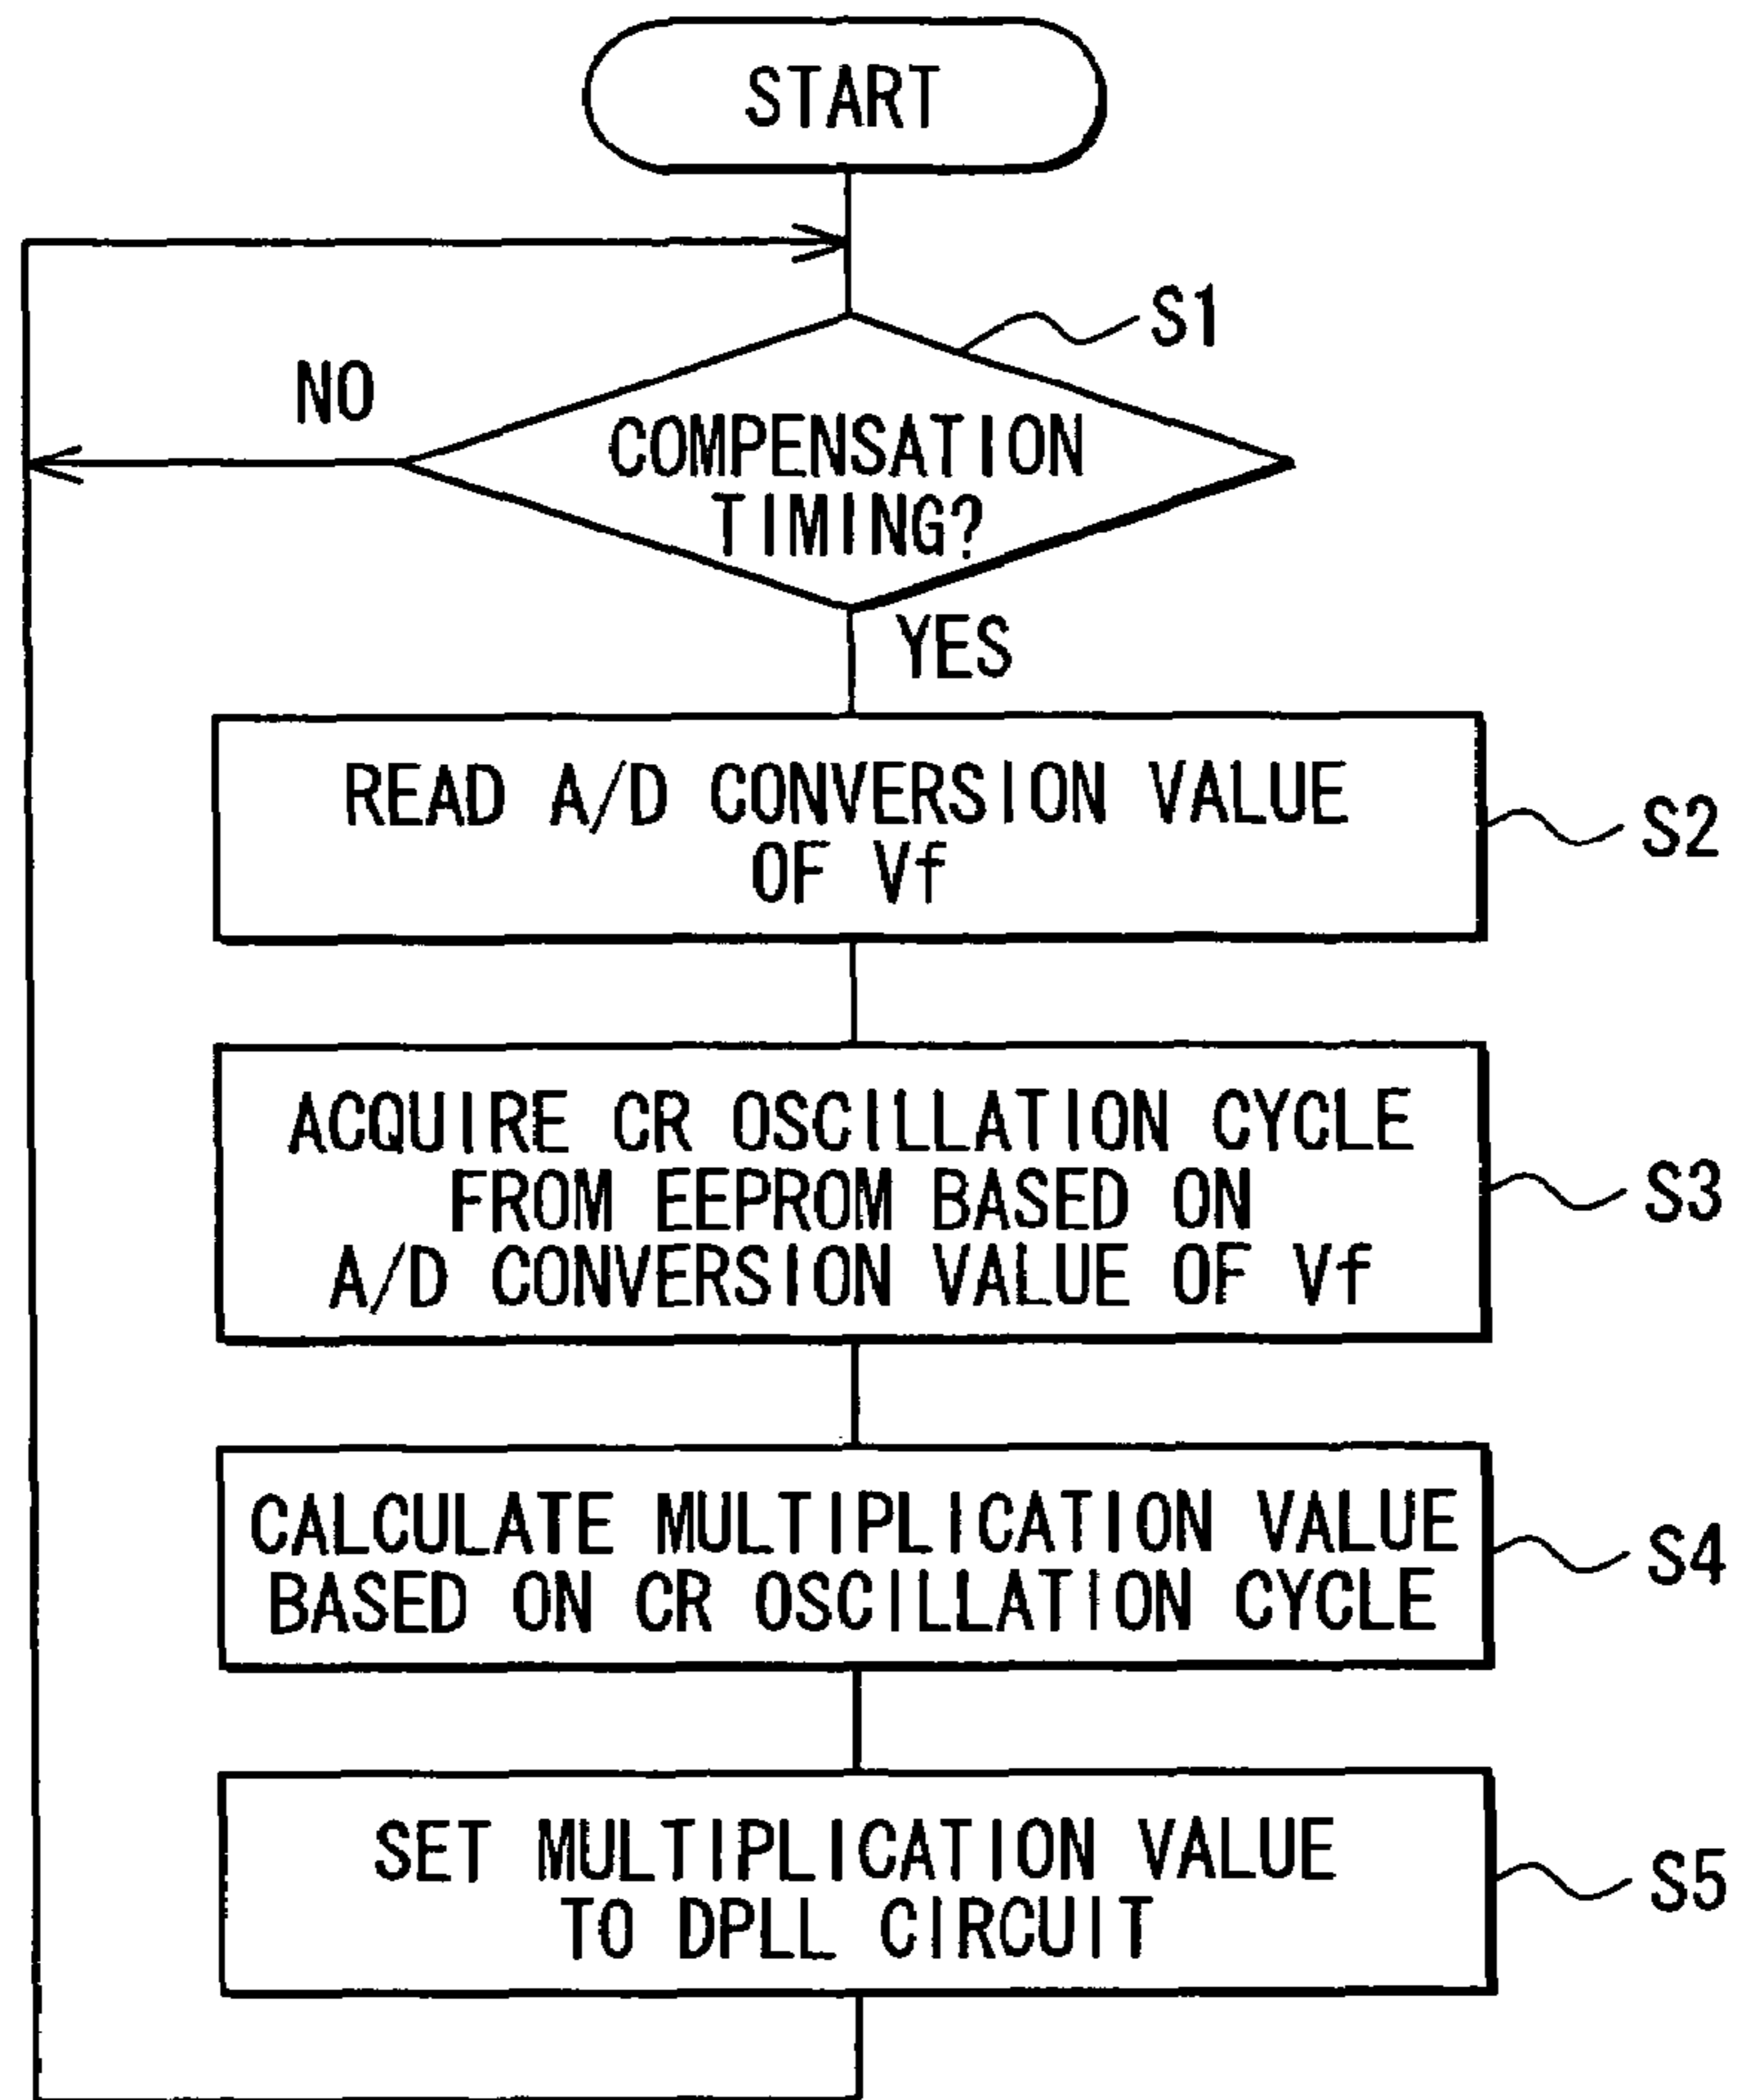 START
S1
NO
COMPENSATION
TIMING?
YES
READ A/D CONVERSION VALUE
OF Vf
S2
ACQUIRE CR OSCILLATION CYCLE
FROM EEPROM BASED ON
A/D CONVERSION VALUE OF Vf
S3
CALCULATE MULTIPLICATION VALUE
BASED ON CR OSCILLATION CYCLE
S4
SET MULTIPLICATION VALUE
TO DPLL CIRCUIT
S5